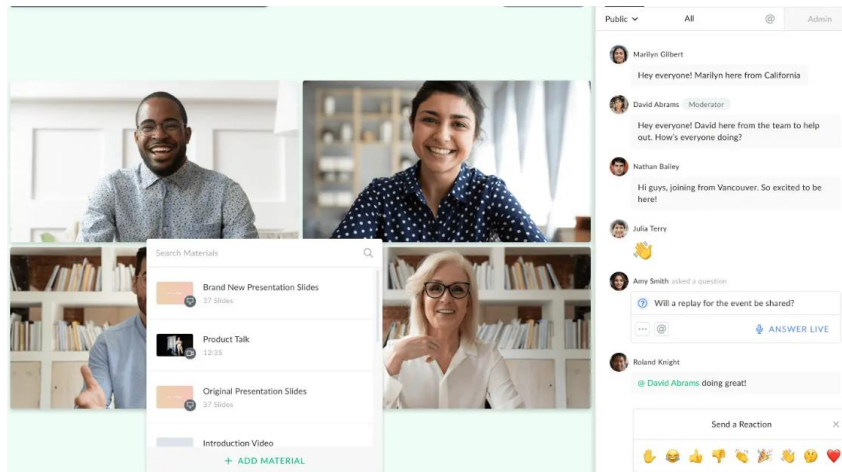 Public
All
@
Admin
Marilyn Gilbert
Hey everyone! Marilyn here from California
David Abrams Moderator
Hey everyone! David here from the team to help
out. How's everyone doing?
Nathan Bailey
Hi guys, joining from Vancouver. So excited to be
here!
Julia Terry
Amy Smith asked a question
Will a replay for the event be shared?
@
ANSWER LIVE
Roland Knight
@ David Abrams doing great!
Send a Reaction
Search Materials
Brand New Presentation Slides
37 Slides
Product Talk
12:35
Original Presentation Slides
37 Slides
Introduction Video
+ ADD MATERIAL